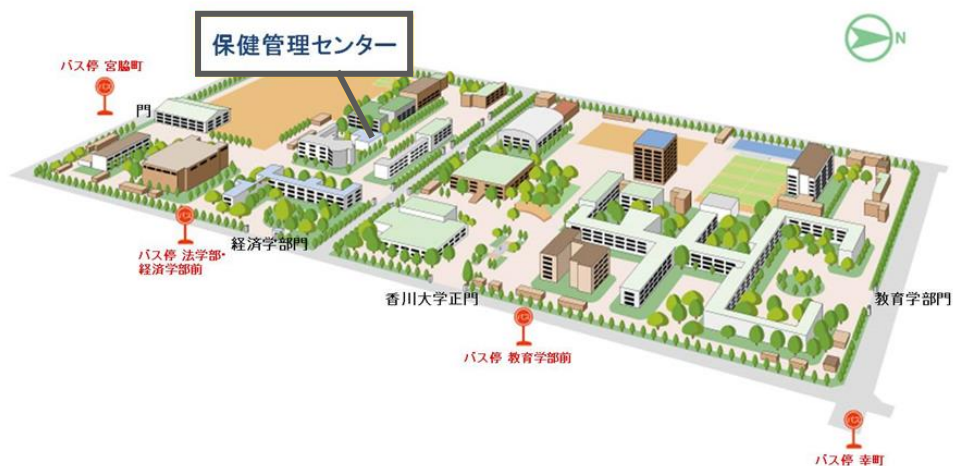 保健管理センター
N
バス停 宮脇町
門
バス停 法学部・
経済学部前
経済学部門
香川大学正門
教育学部門
バス停 教育学部前
バス停 幸町